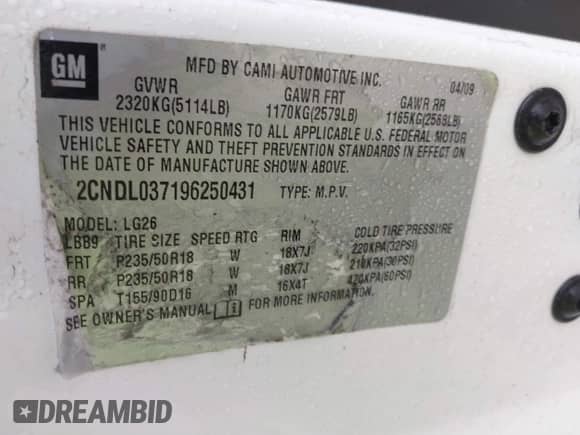 GM
MFD BY CAMI AUTOMOTIVE INC.
04/09
GVWR GAWR FRT GAWR RR
2320KG(5114LB) 1170KG(2579LB) 1165KG(2568LB)
THIS VEHICLE CONFORMS TO ALL APPLICABLE U.S. FEDERAL MOTOR
VEHICLE SAFETY AND THEFT PREVENTION STANDARDS IN EFFECT ON
THE DATE OF MANUFACTURE SHOWN ABOVE.
2CNDL037196250431 TYPE: M.P.V.
MODEL: LG26
LBB9 TIRE SIZE SPEED RTG RIM COLD TIRE PRESSURE
FRT P235/50R18 W 18X7J 220KPA(32PSI)
RR P235/50R18 W 18X7J 210KPA(30PSI)
SPA T155/90D16 M 16X4T 420KPA(60PSI)
SEE OWNER'S MANUAL FOR MORE INFORMATION.
DREAMBID